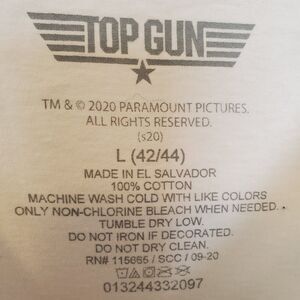 TOP GUN
TM & © 2020 PARAMOUNT PICTURES.
ALL RIGHTS RESERVED.
(s20)
L (42/44)
MADE IN EL SALVADOR
100% COTTON
MACHINE WASH COLD WITH LIKE COLORS
ONLY NON-CHLORINE BLEACH WHEN NEEDED.
TUMBLE DRY LOW.
DO NOT IRON IF DECORATED.
DO NOT DRY CLEAN.
RN# 115655 / SCC / 09-20
013244332097